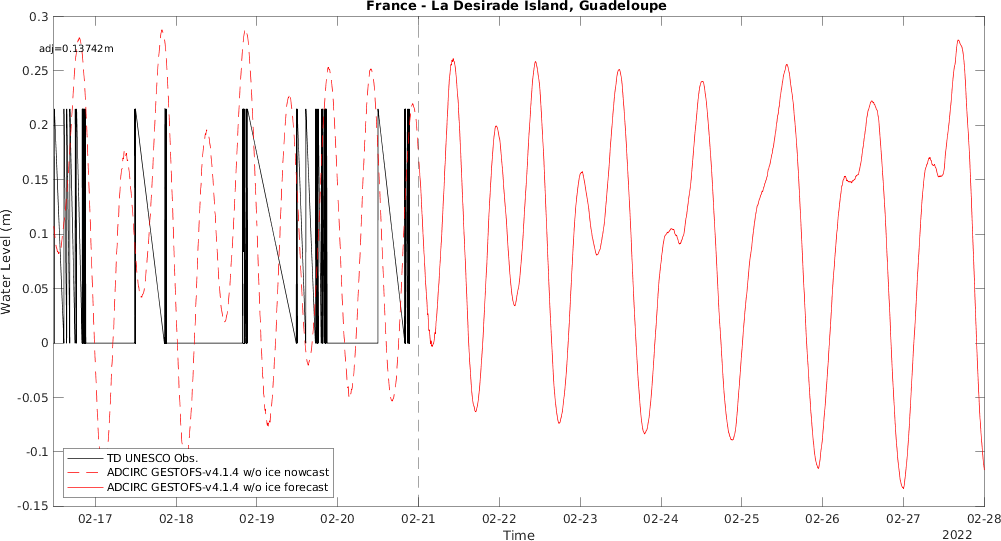 France - La Desirade Island, Guadeloupe
0.3
adj=0.13742m
0.25
0.2
0.15
0.1
0.05
0
-0.05
-0.1
-0.15
Water Level (m)
TD UNESCO Obs.
ADCIRC GESTOFS-v4.1.4 w/o ice nowcast
ADCIRC GESTOFS-v4.1.4 w/o ice forecast
02-17 02-18 02-19 02-20 02-21 02-22 02-23 02-24 02-25 02-26 02-27 02-28
Time
2022